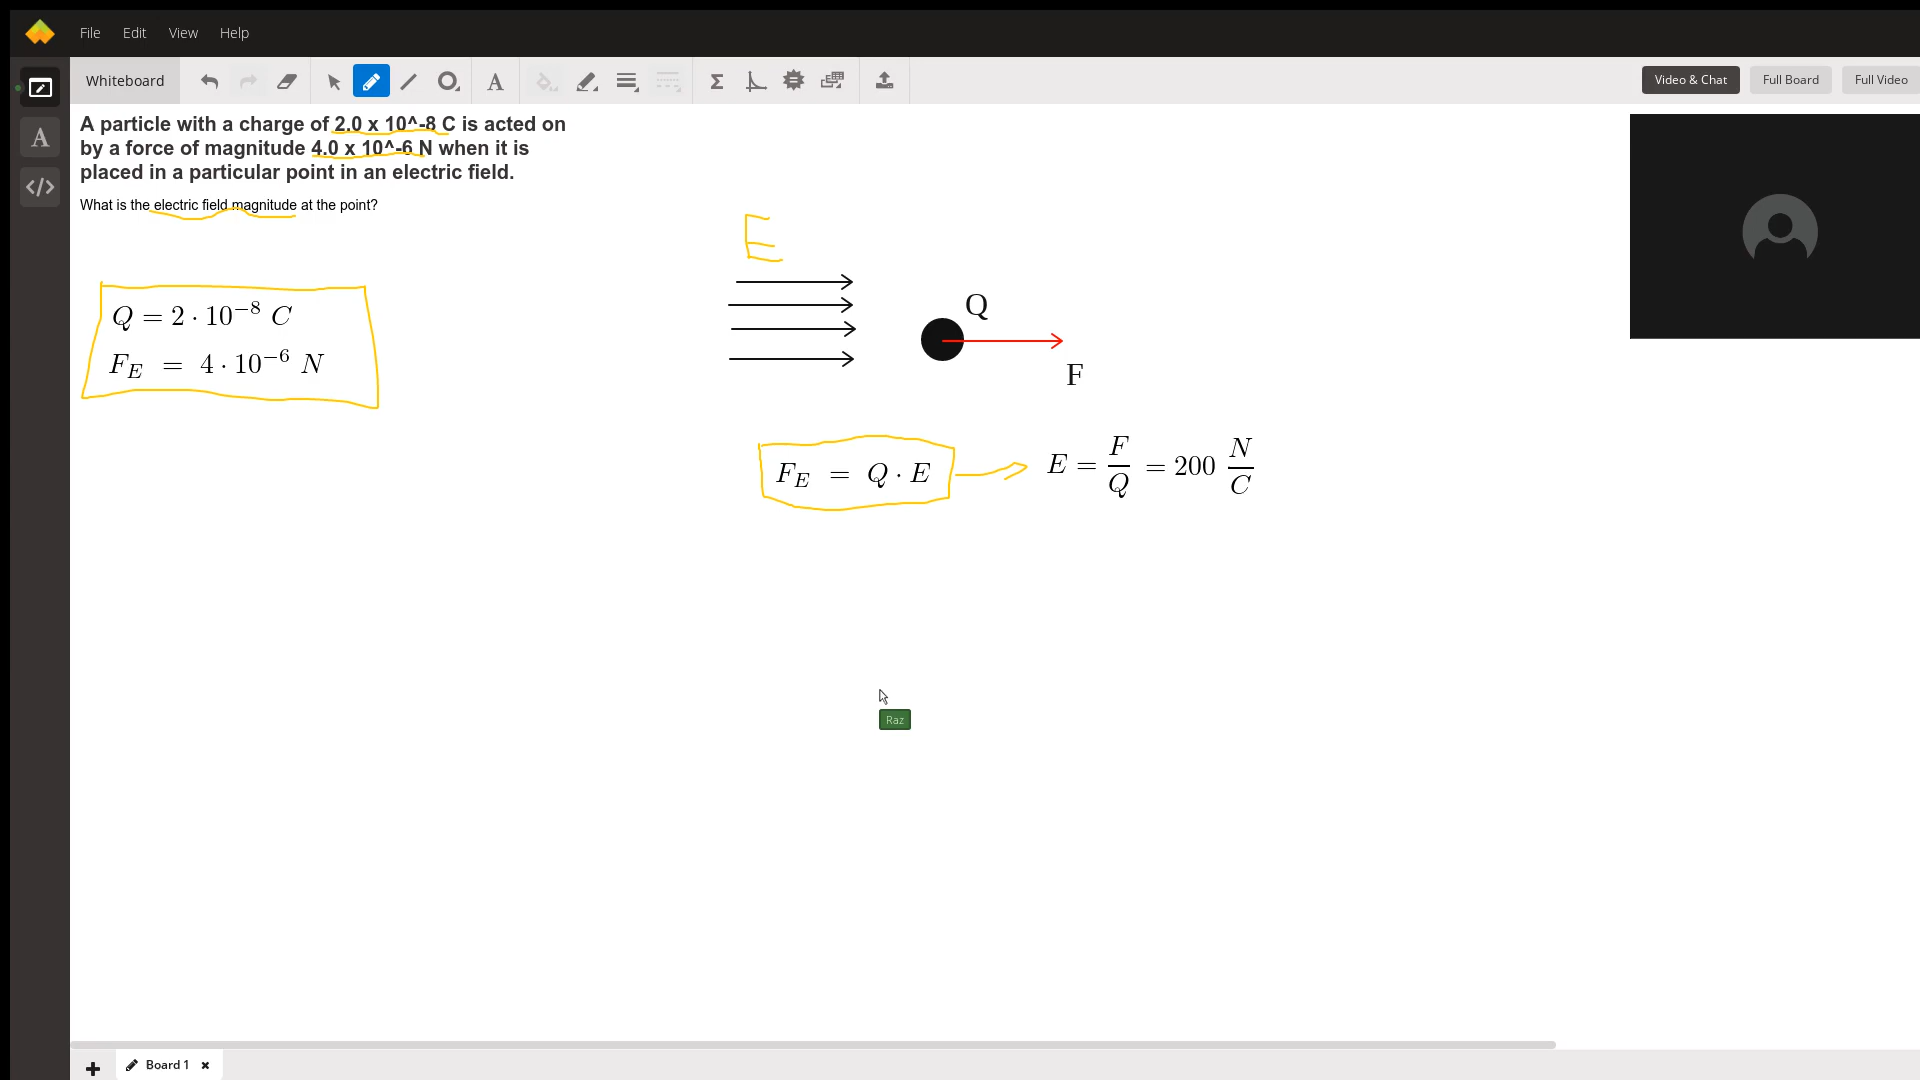 File Edit View Help
Whiteboard
Video & Chat Full Board Full Video
A particle with a charge of 2.0 x 10^-8 C is acted on
by a force of magnitude 4.0 x 10^-6 N when it is
placed in a particular point in an electric field.
What is the electric field magnitude at the point?
E
Q = 2 · 10⁻⁸ C
F_E = 4 · 10⁻⁶ N
Q
F
F_E = Q · E
E = F/Q = 200 N/C
Raz
Board 1